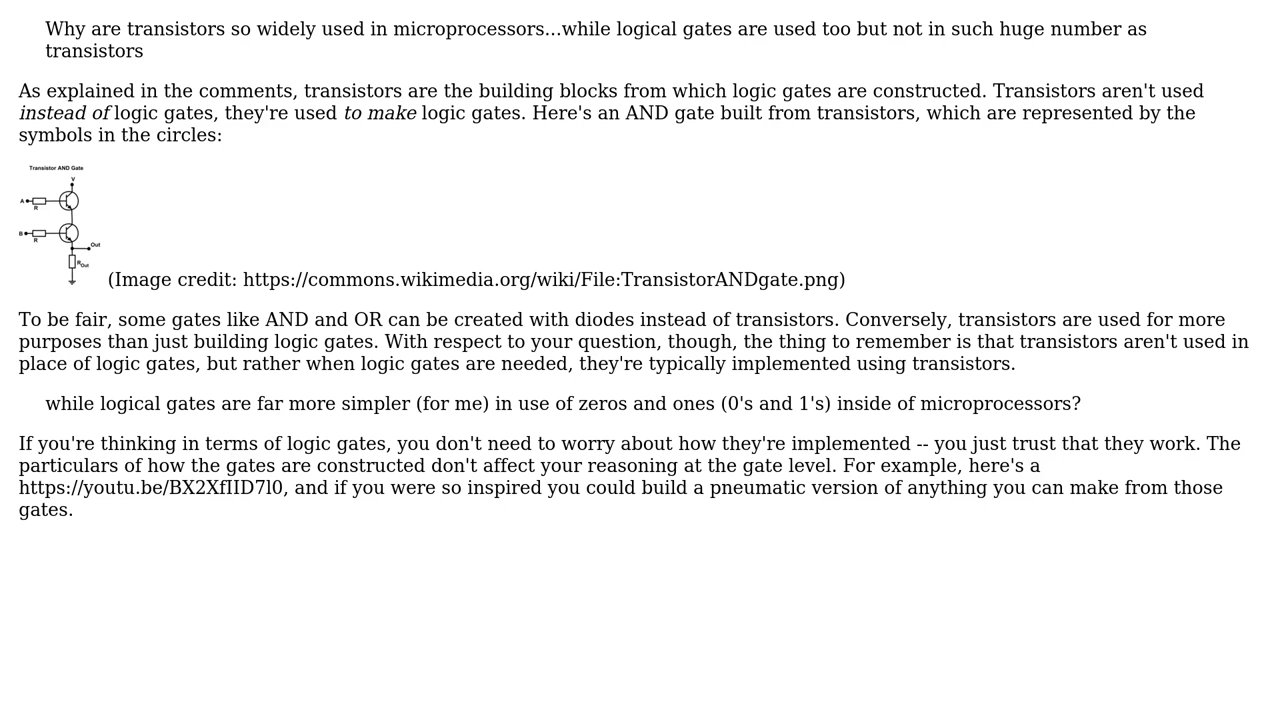 Why are transistors so widely used in microprocessors...while logical gates are used too but not in such huge number as
transistors
As explained in the comments, transistors are the building blocks from which logic gates are constructed. Transistors aren't used
instead of logic gates, they're used to make logic gates. Here's an AND gate built from transistors, which are represented by the
symbols in the circles:
Transistor AND Gate
V
A
R
B
R
Out
ROut
(Image credit: https://commons.wikimedia.org/wiki/File:TransistorANDgate.png)
To be fair, some gates like AND and OR can be created with diodes instead of transistors. Conversely, transistors are used for more
purposes than just building logic gates. With respect to your question, though, the thing to remember is that transistors aren't used in
place of logic gates, but rather when logic gates are needed, they're typically implemented using transistors.
while logical gates are far more simpler (for me) in use of zeros and ones (0's and 1's) inside of microprocessors?
If you're thinking in terms of logic gates, you don't need to worry about how they're implemented -- you just trust that they work. The
particulars of how the gates are constructed don't affect your reasoning at the gate level. For example, here's a
https://youtu.be/BX2XfIID7l0, and if you were so inspired you could build a pneumatic version of anything you can make from those
gates.